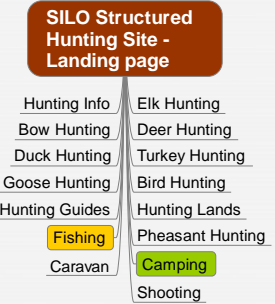 SILO Structured
Hunting Site -
Landing page
Hunting Info
Bow Hunting
Duck Hunting
Goose Hunting
Hunting Guides
Fishing
Caravan
Elk Hunting
Deer Hunting
Turkey Hunting
Bird Hunting
Hunting Lands
Pheasant Hunting
Camping
Shooting